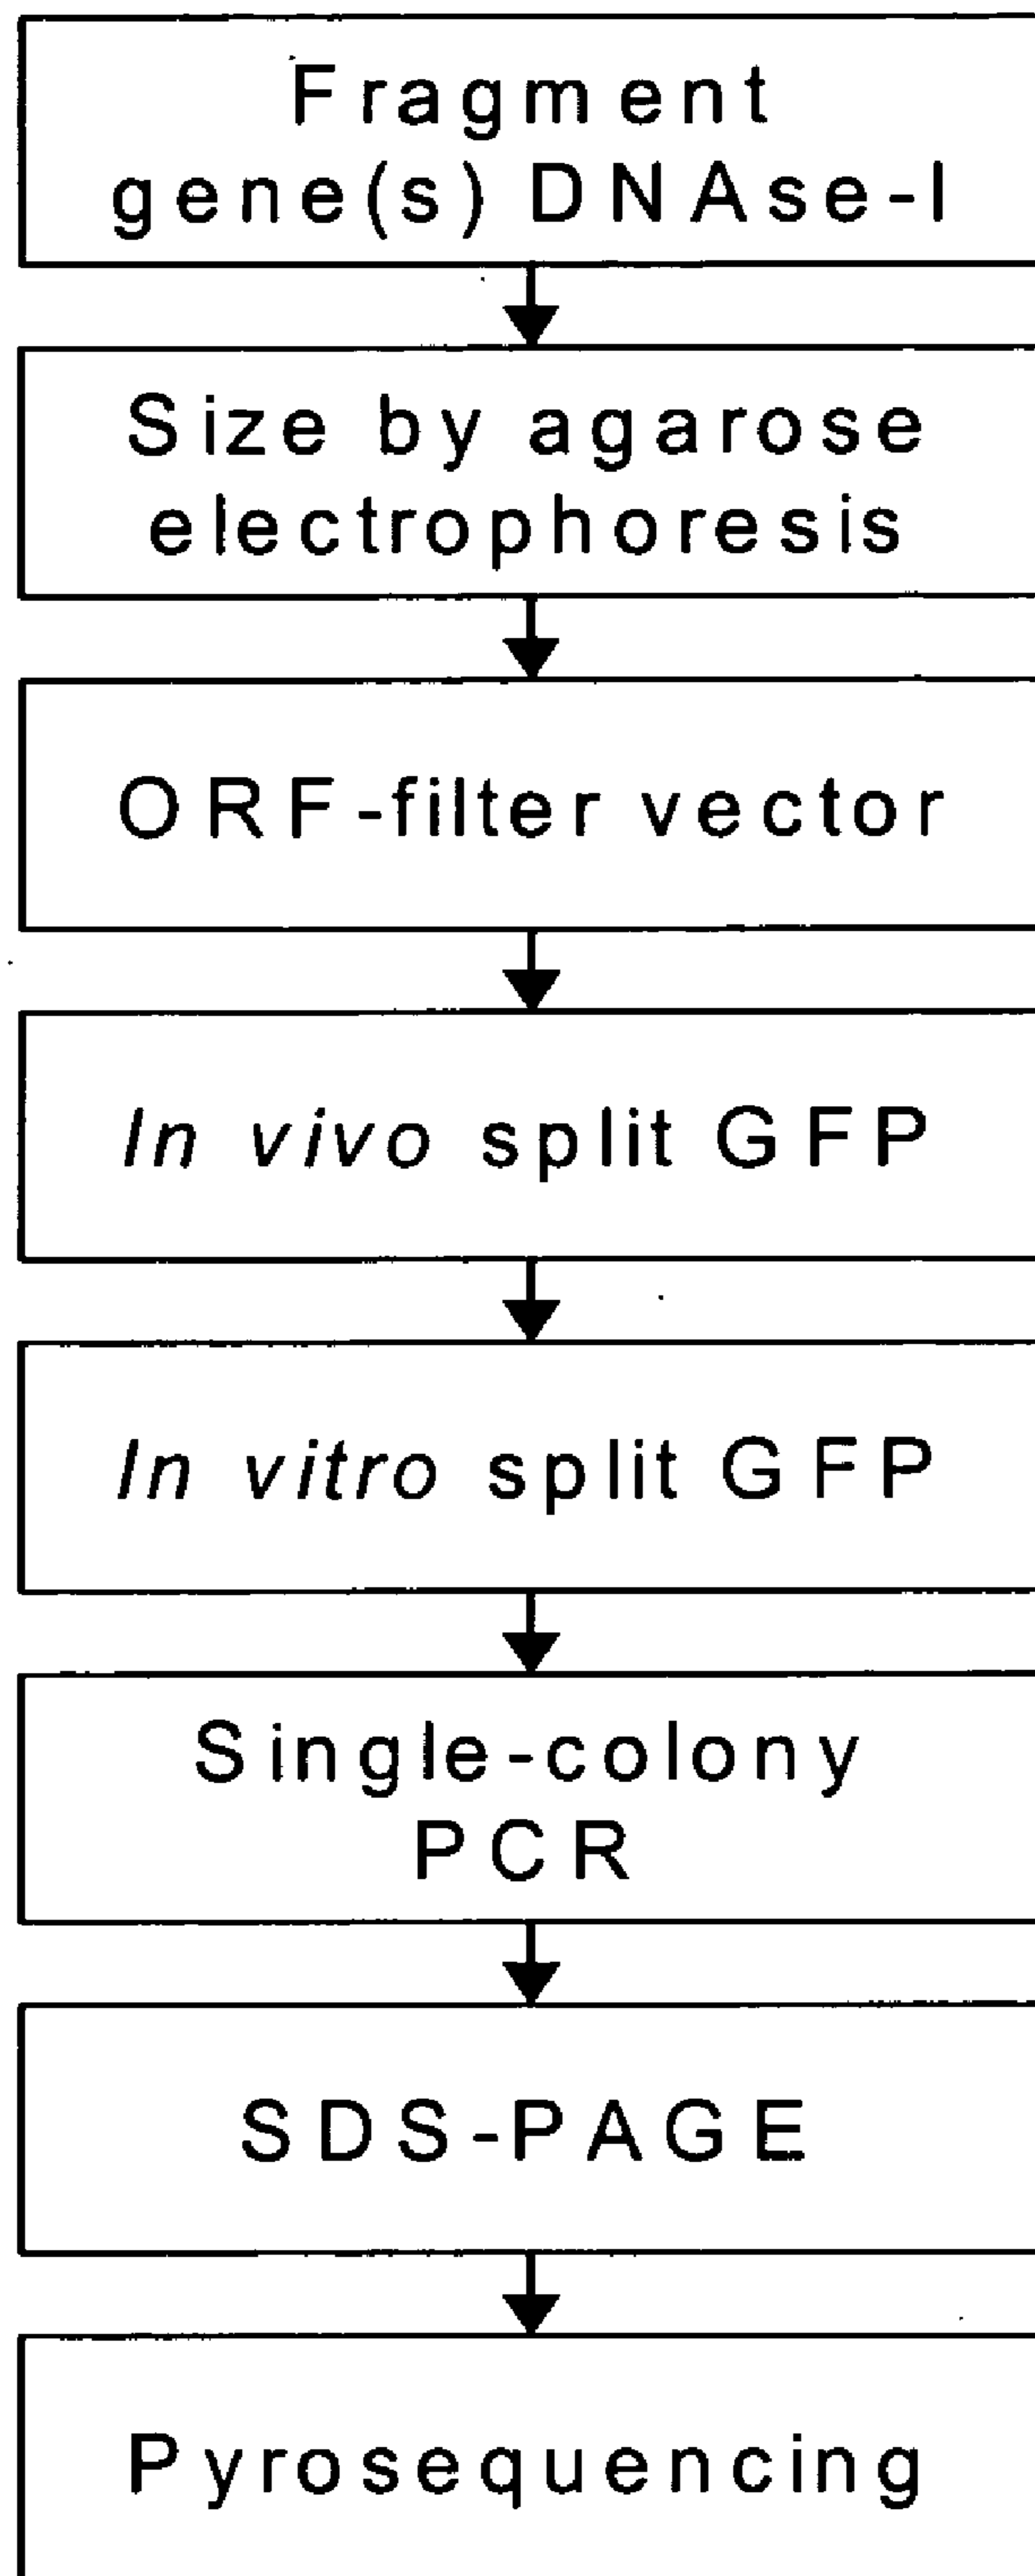 Fragment
gene(s) DNAse-I
Size by agarose
electrophoresis
ORF-filter vector
In vivo split GFP
In vitro split GFP
Single-colony
PCR
SDS-PAGE
Pyrosequencing